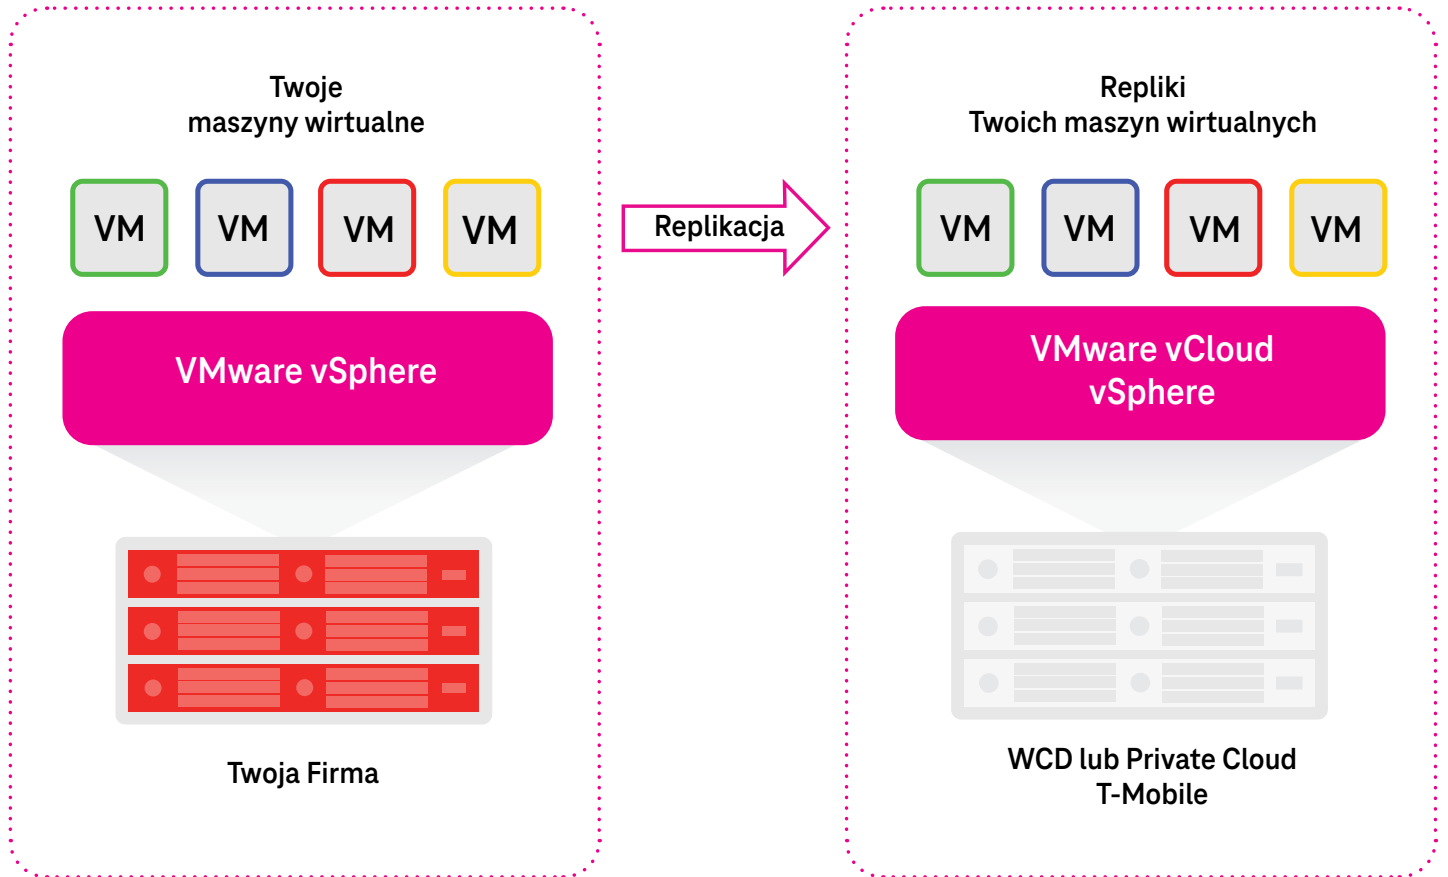 Twoje
maszyny wirtualne
VM
VM
VM
VM
VMware vSphere
Twoja Firma
Replikacja
Repliki
Twoich maszyn wirtualnych
VM
VM
VM
VM
VMware vCloud
vSphere
WCD lub Private Cloud
T-Mobile